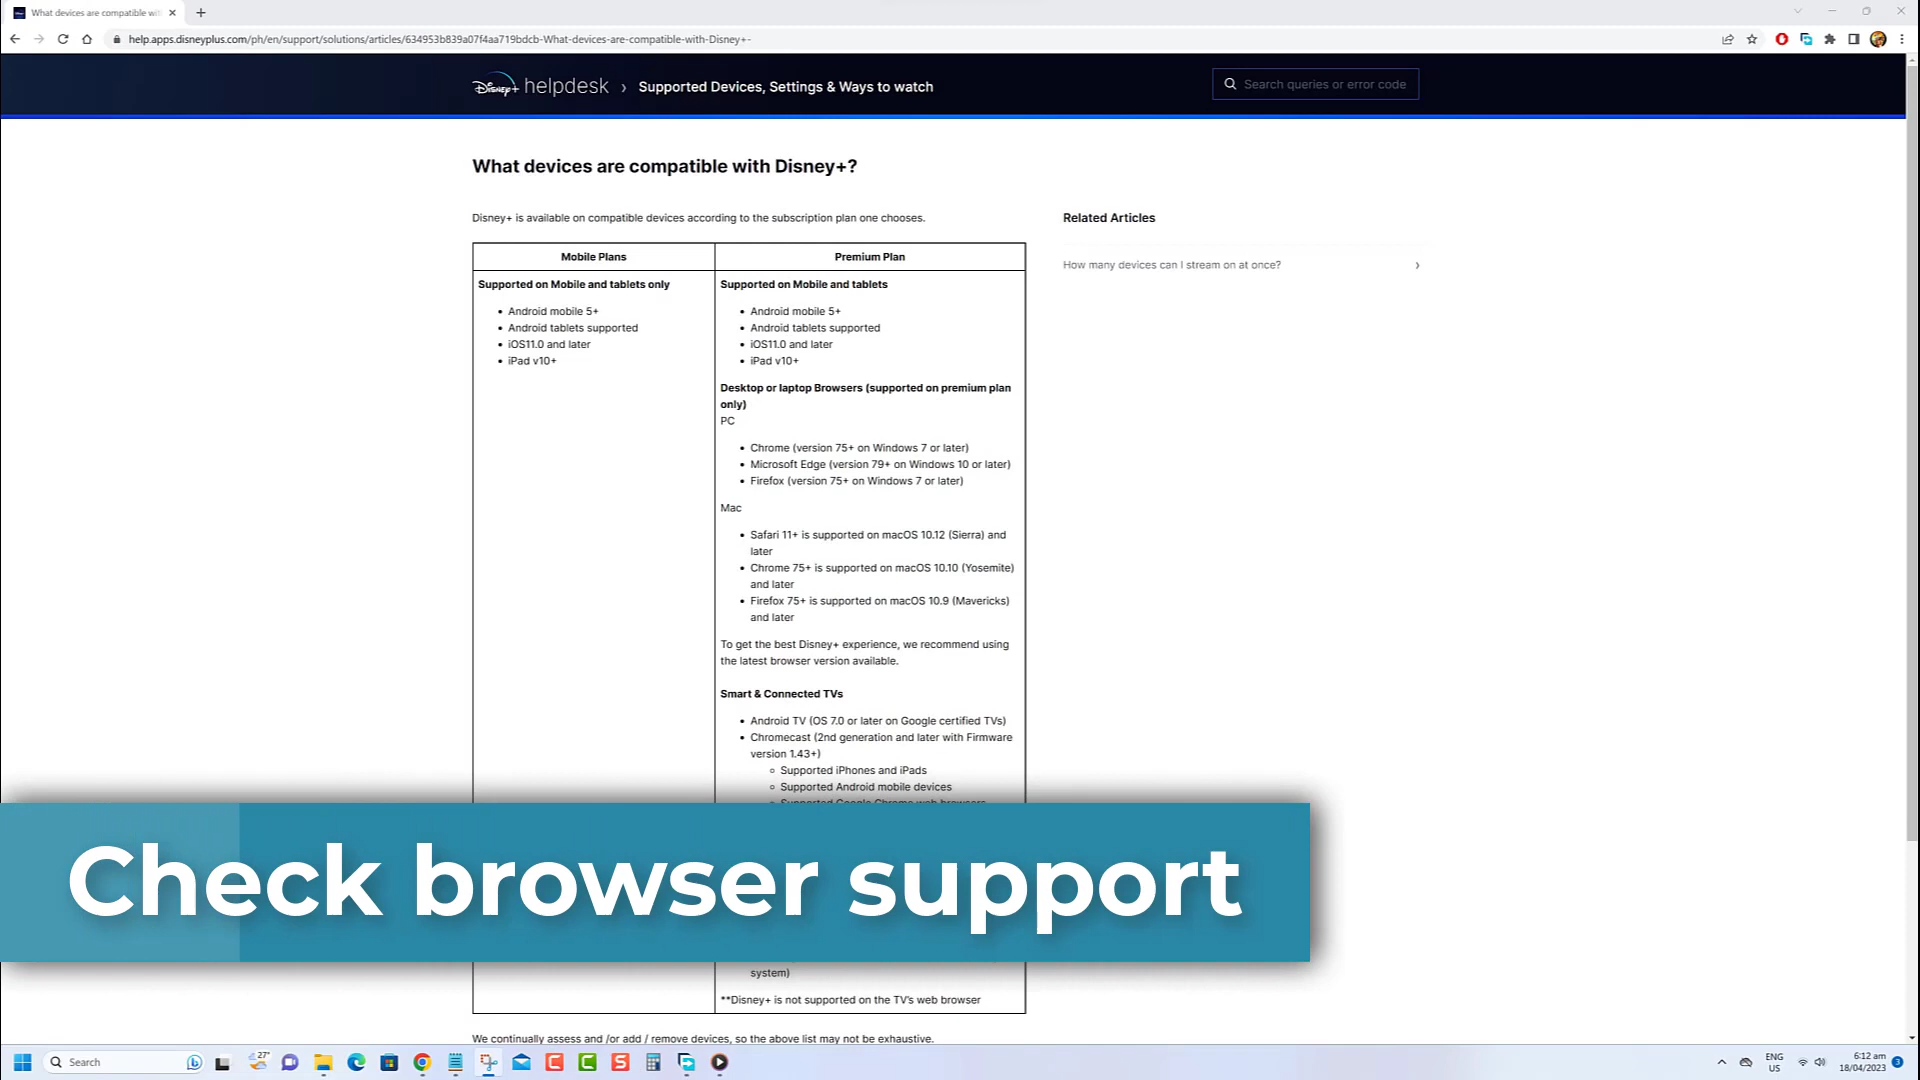 What devices are compatible wit
help.apps.disneyplus.com/ph/en/support/solutions/articles/634953b839a07f4aa719bdcb-What-devices-are-compatible-with-Disney+-
Disney+ helpdesk › Supported Devices, Settings & Ways to watch
Search queries or error code
What devices are compatible with Disney+?
Disney+ is available on compatible devices according to the subscription plan one chooses.
Related Articles
How many devices can I stream on at once?
Mobile Plans
Supported on Mobile and tablets only
• Android mobile 5+
• Android tablets supported
• iOS11.0 and later
• iPad v10+
Premium Plan
Supported on Mobile and tablets
• Android mobile 5+
• Android tablets supported
• iOS11.0 and later
• iPad v10+
Desktop or laptop Browsers (supported on premium plan
only)
PC
• Chrome (version 75+ on Windows 7 or later)
• Microsoft Edge (version 79+ on Windows 10 or later)
• Firefox (version 75+ on Windows 7 or later)
Mac
• Safari 11+ is supported on macOS 10.12 (Sierra) and
later
• Chrome 75+ is supported on macOS 10.10 (Yosemite)
and later
• Firefox 75+ is supported on macOS 10.9 (Mavericks)
and later
To get the best Disney+ experience, we recommend using
the latest browser version available.
Smart & Connected TVs
• Android TV (OS 7.0 or later on Google certified TVs)
• Chromecast (2nd generation and later with Firmware
version 1.43+)
◦ Supported iPhones and iPads
◦ Supported Android mobile devices
◦ Supported Google Chrome web browsers
Check browser support
system)
**Disney+ is not supported on the TV's web browser
We continually assess and /or add / remove devices, so the above list may not be exhaustive.
Search
27°
ENG
US
6:12 am
18/04/2023
3